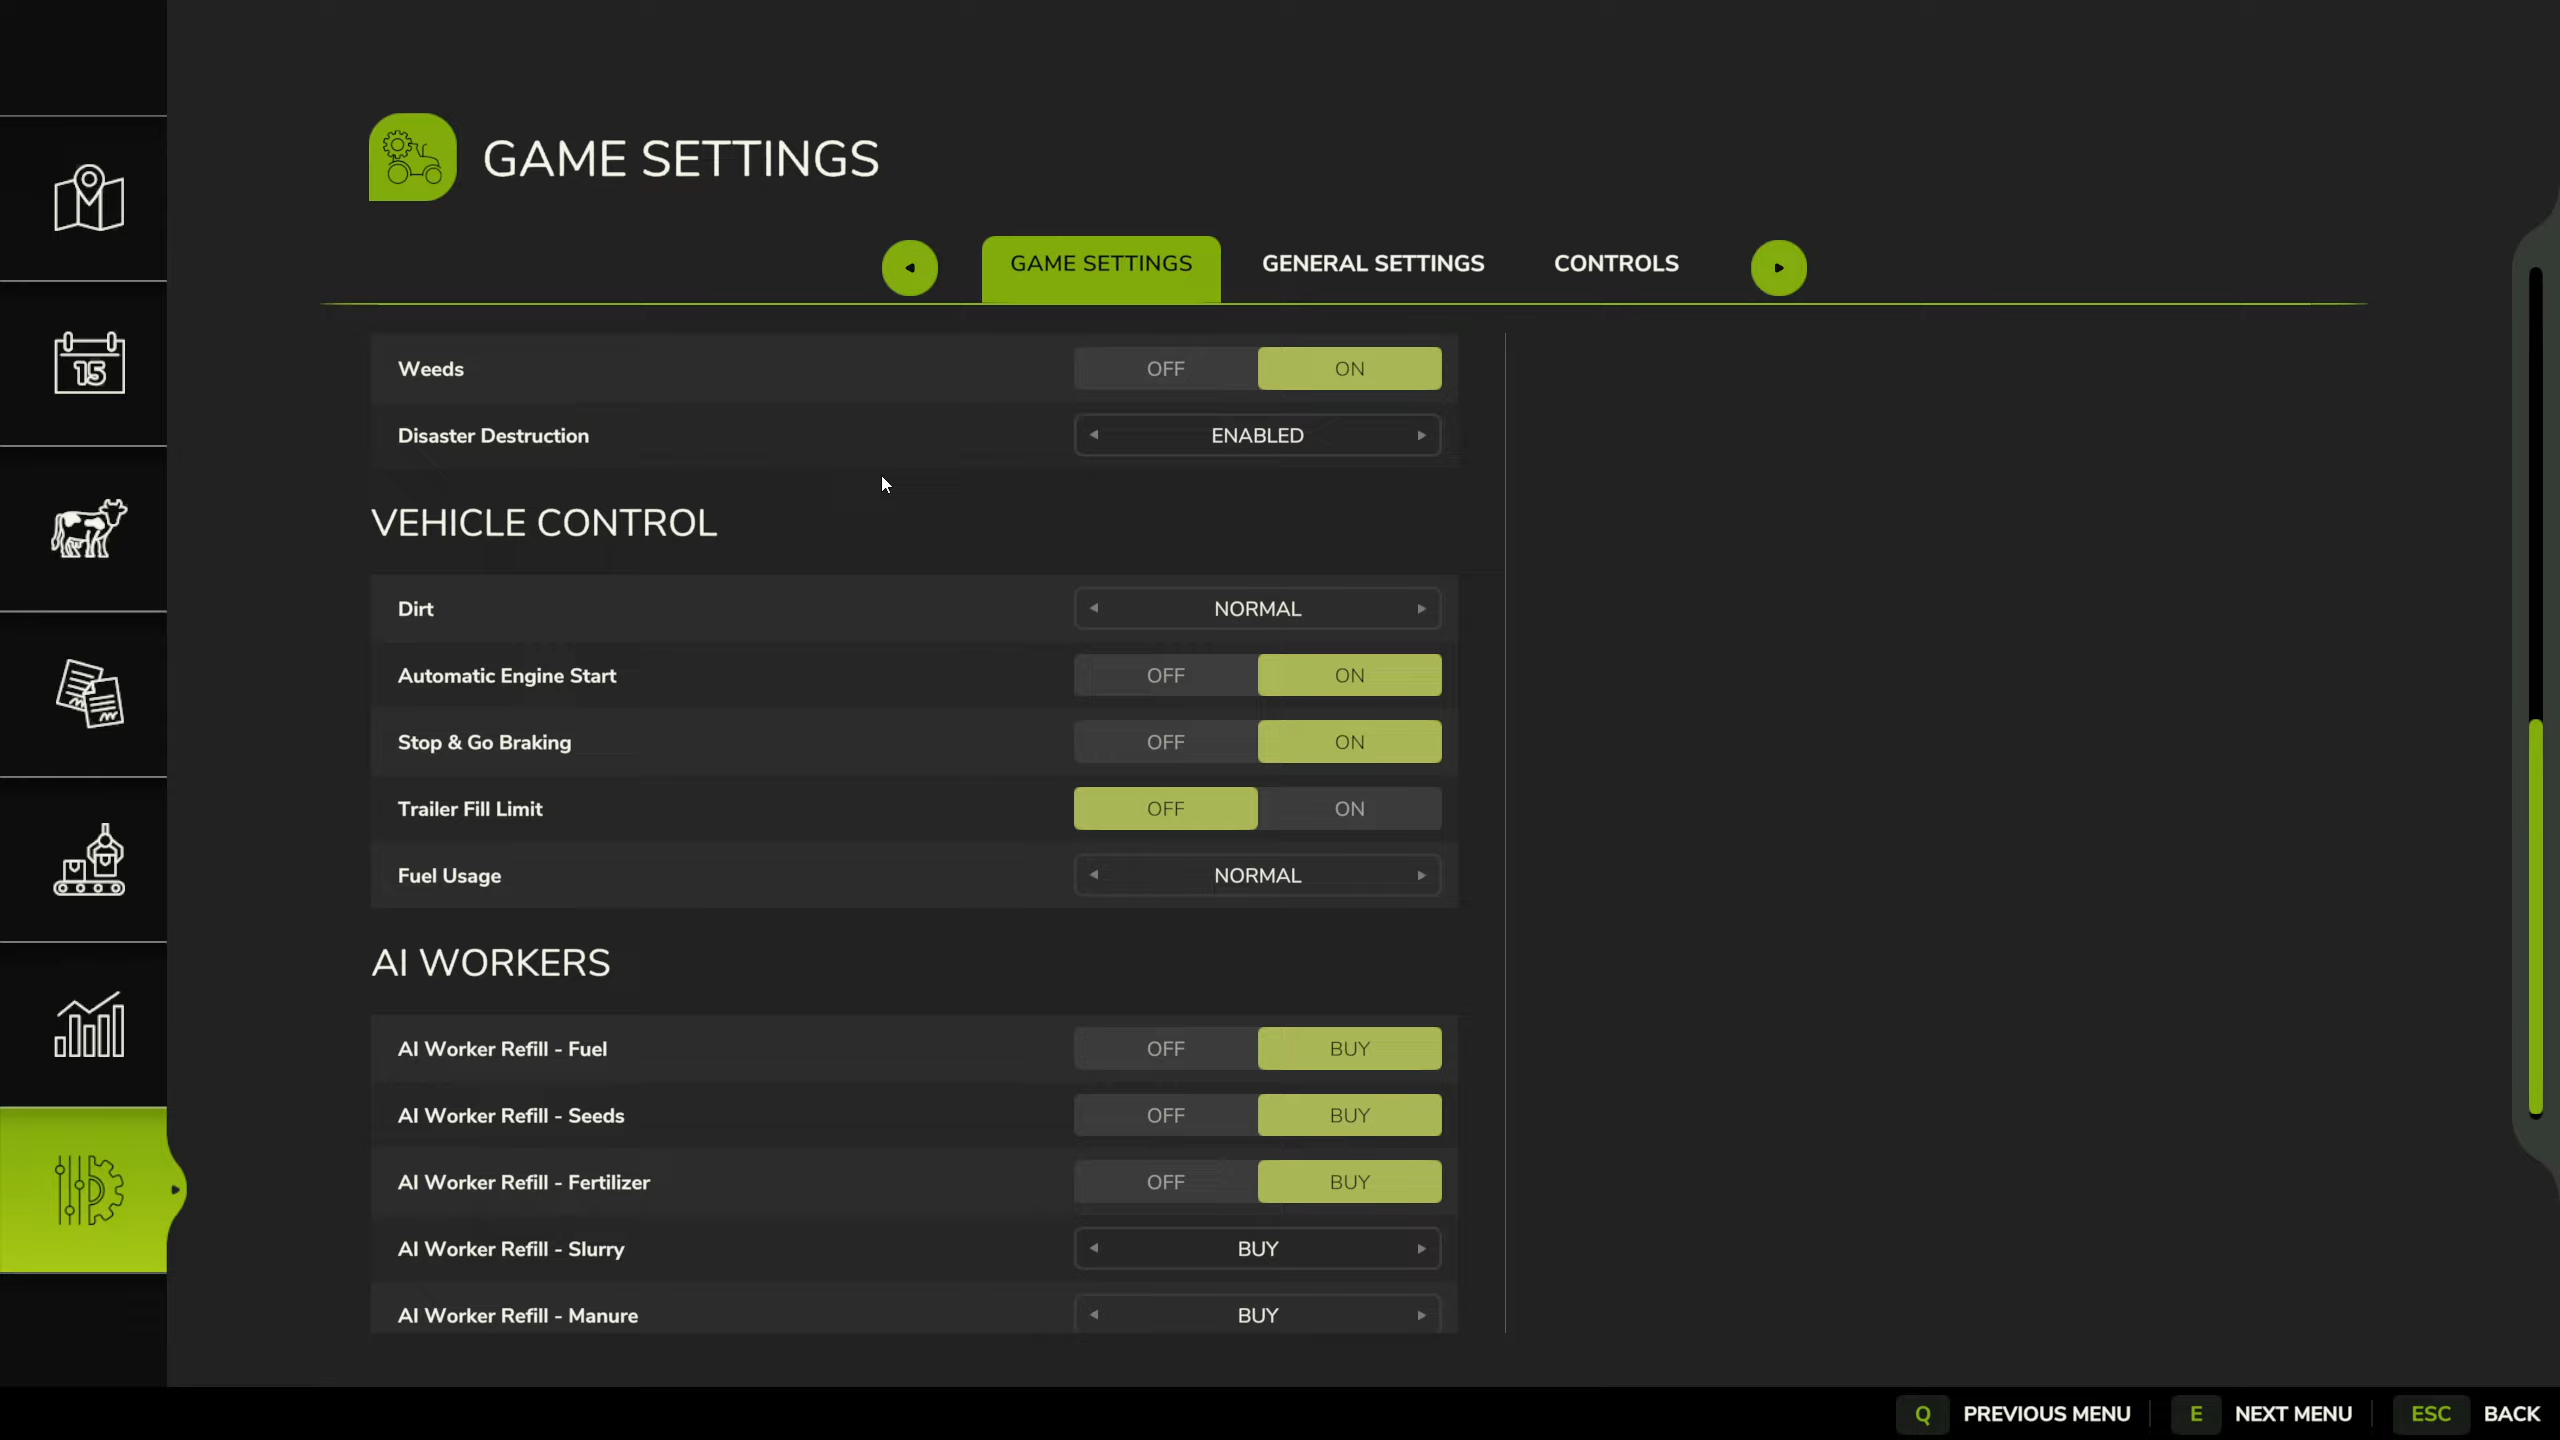 15
GAME SETTINGS
GAME SETTINGS GENERAL SETTINGS CONTROLS
Weeds OFF ON
Disaster Destruction ENABLED
VEHICLE CONTROL
Dirt NORMAL
Automatic Engine Start OFF ON
Stop & Go Braking OFF ON
Trailer Fill Limit OFF ON
Fuel Usage NORMAL
AI WORKERS
AI Worker Refill - Fuel OFF BUY
AI Worker Refill - Seeds OFF BUY
AI Worker Refill - Fertilizer OFF BUY
AI Worker Refill - Slurry BUY
AI Worker Refill - Manure BUY
Q PREVIOUS MENU E NEXT MENU ESC BACK